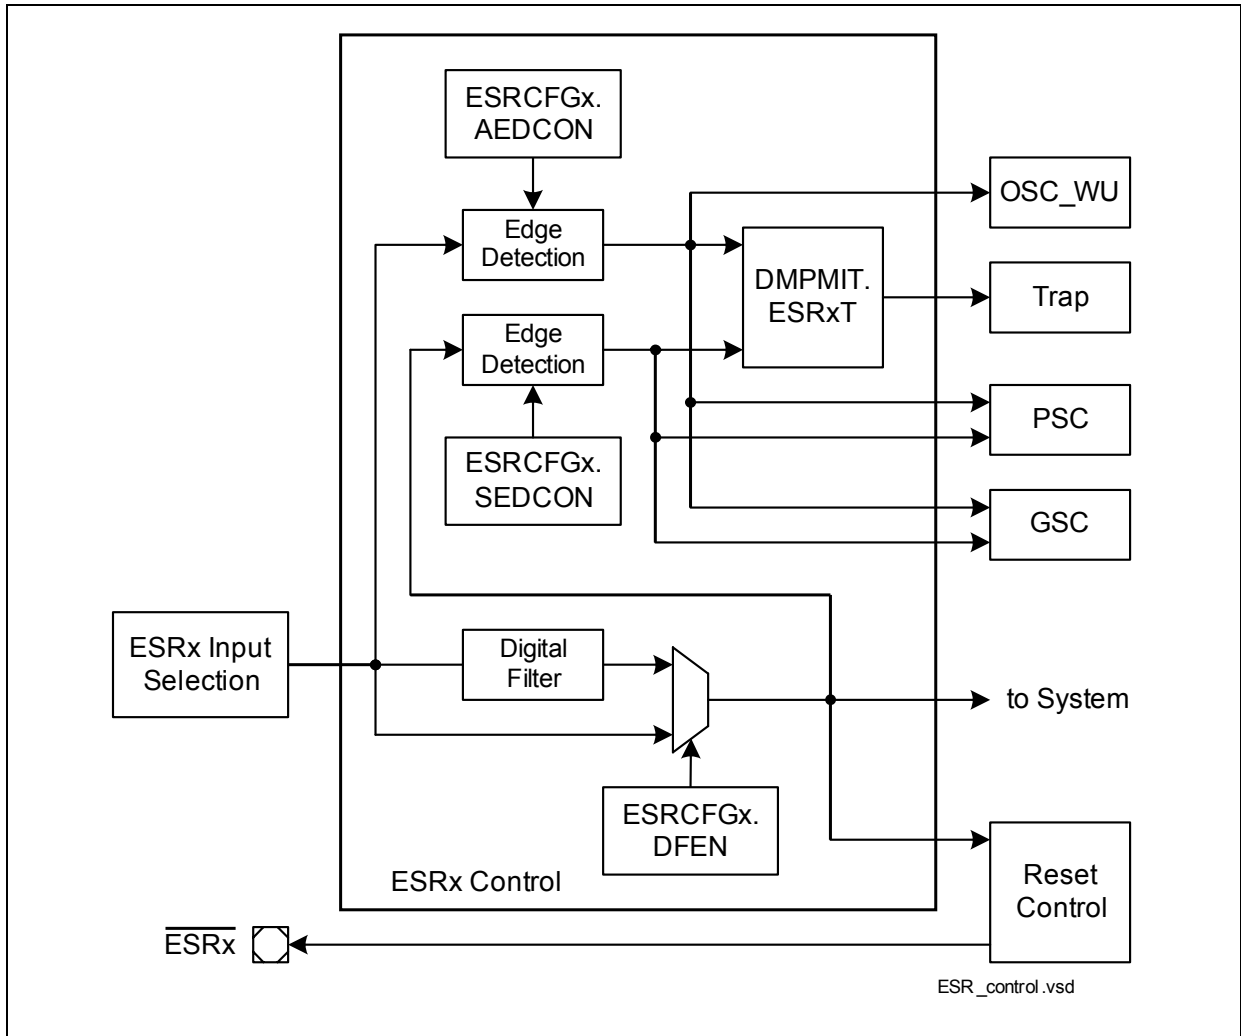 ESRCFGx.
AEDCON
OSC_WU
Edge
Detection
DMPMIT.
ESRxT
Trap
Edge
Detection
PSC
ESRCFGx.
SEDCON
GSC
ESRx Input
Selection
Digital
Filter
to System
ESRCFGx.
DFEN
ESRx Control
Reset
Control
ESRx
ESR_control.vsd